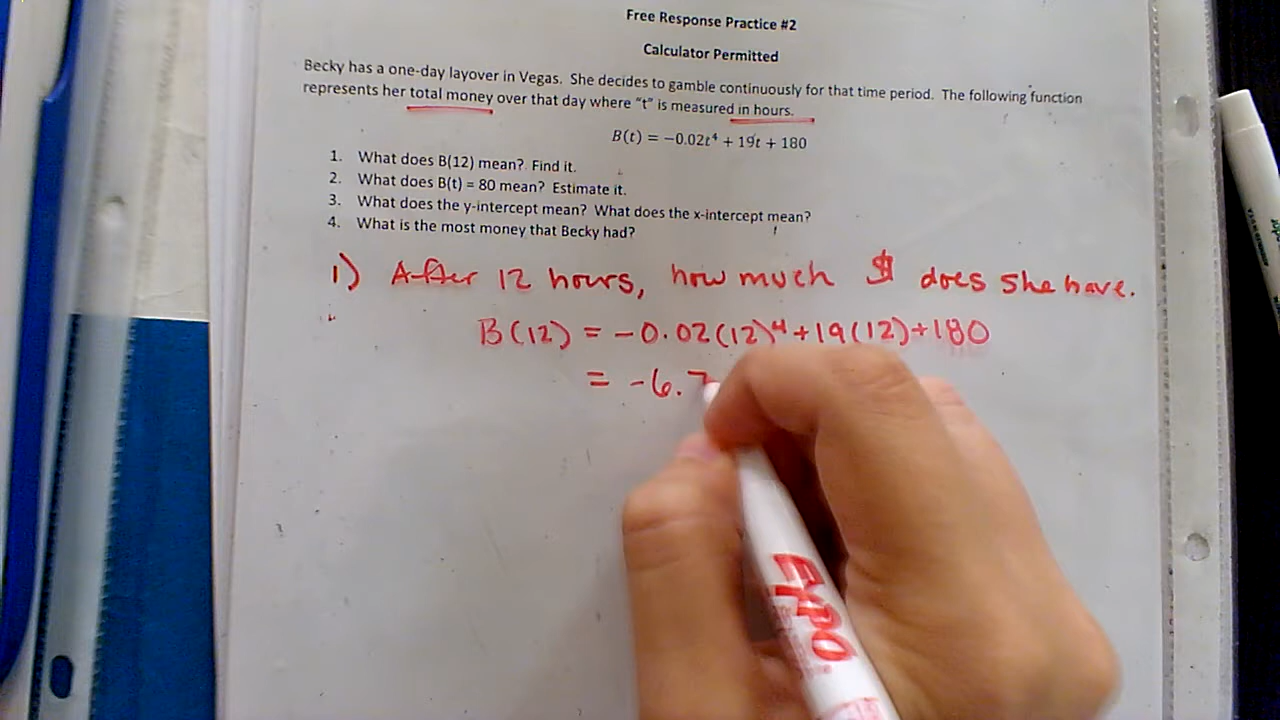 Free Response Practice #2
Calculator Permitted
Becky has a one-day layover in Vegas. She decides to gamble continuously for that time period. The following function
represents her total money over that day where "t" is measured in hours.
B(t) = −0.02t⁴ + 19t + 180
1. What does B(12) mean? Find it.
2. What does B(t) = 80 mean? Estimate it.
3. What does the y-intercept mean? What does the x-intercept mean?
4. What is the most money that Becky had?
1) After 12 hours, how much $ does she have.
B(12) = -0.02(12)⁴+19(12)+180
= -6.7
EXPO